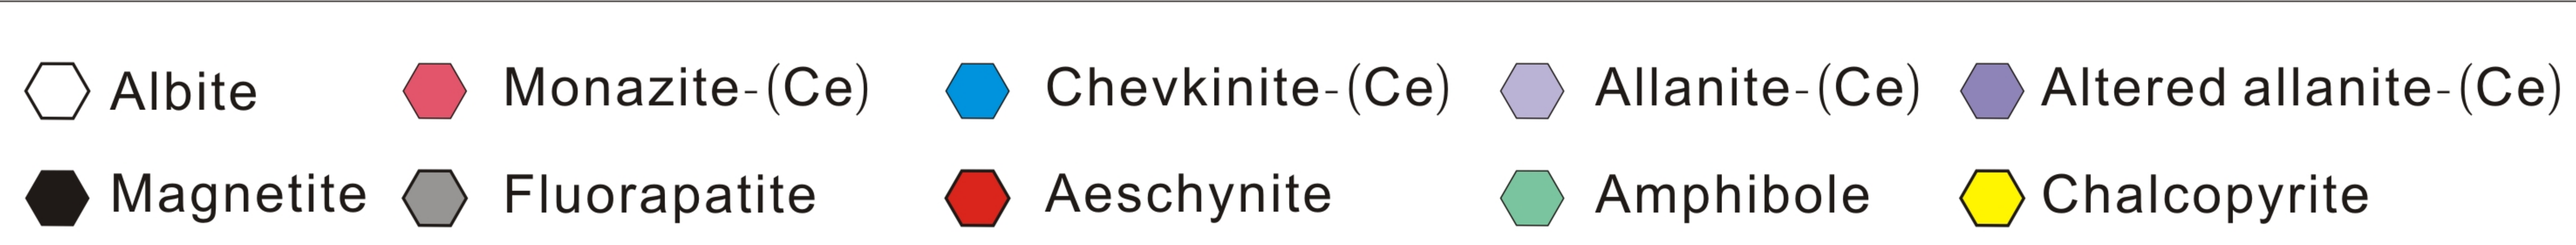 Albite Monazite-(Ce) Chevkinite-(Ce) Allanite-(Ce) Altered allanite-(Ce)
Magnetite Fluorapatite Aeschynite Amphibole Chalcopyrite